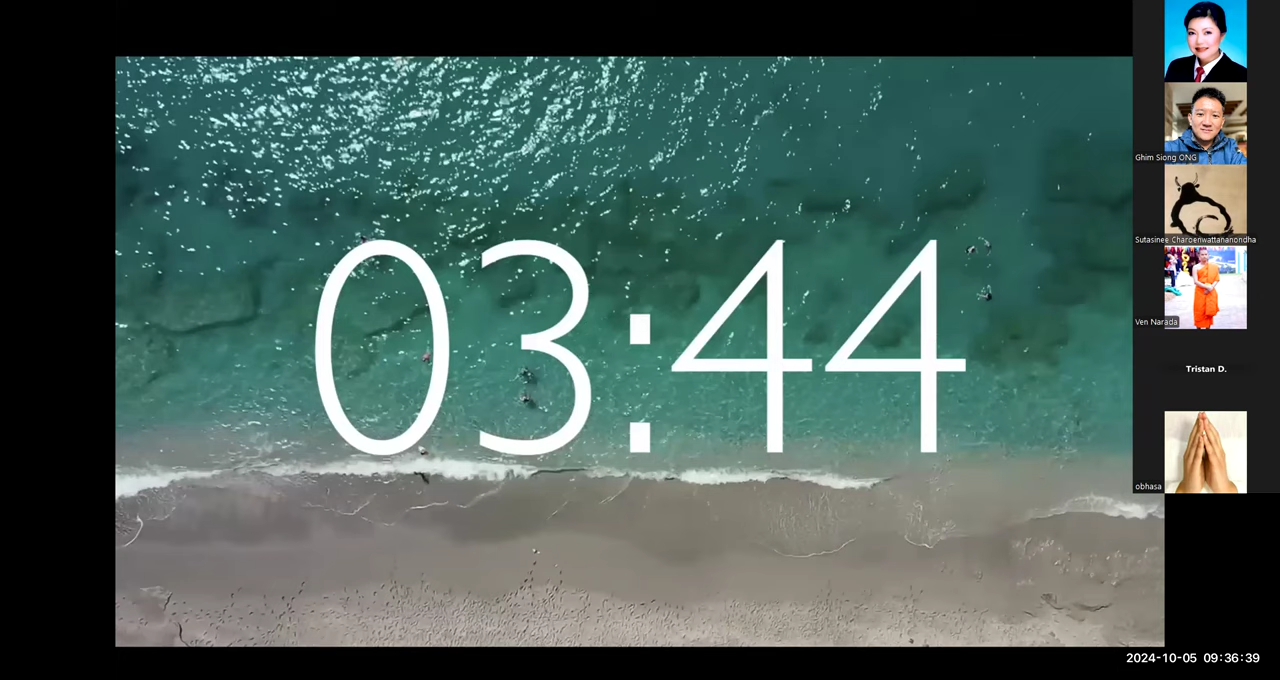 03:44
Ghim Siong ONG
Sutasinee Charoenwattananondha
Ven Narada
Tristan D.
obhasa
2024-10-05 09:36:39